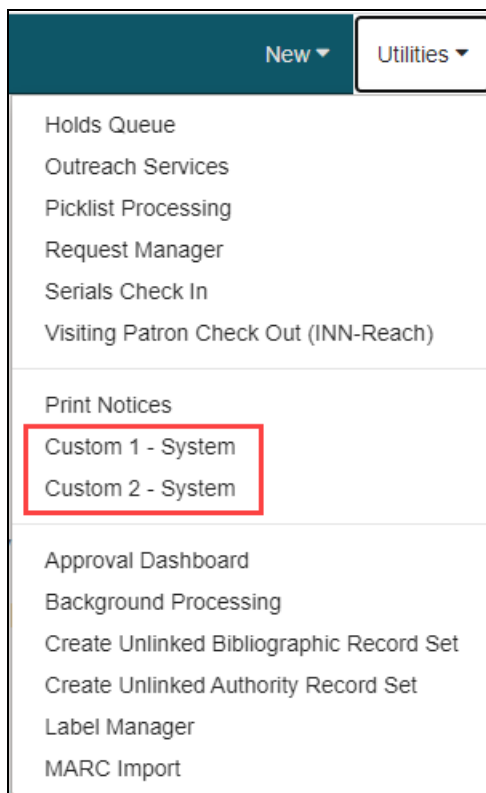 New Utilities
Holds Queue
Outreach Services
Picklist Processing
Request Manager
Serials Check In
Visiting Patron Check Out (INN-Reach)
Print Notices
Custom 1 - System
Custom 2 - System
Approval Dashboard
Background Processing
Create Unlinked Bibliographic Record Set
Create Unlinked Authority Record Set
Label Manager
MARC Import